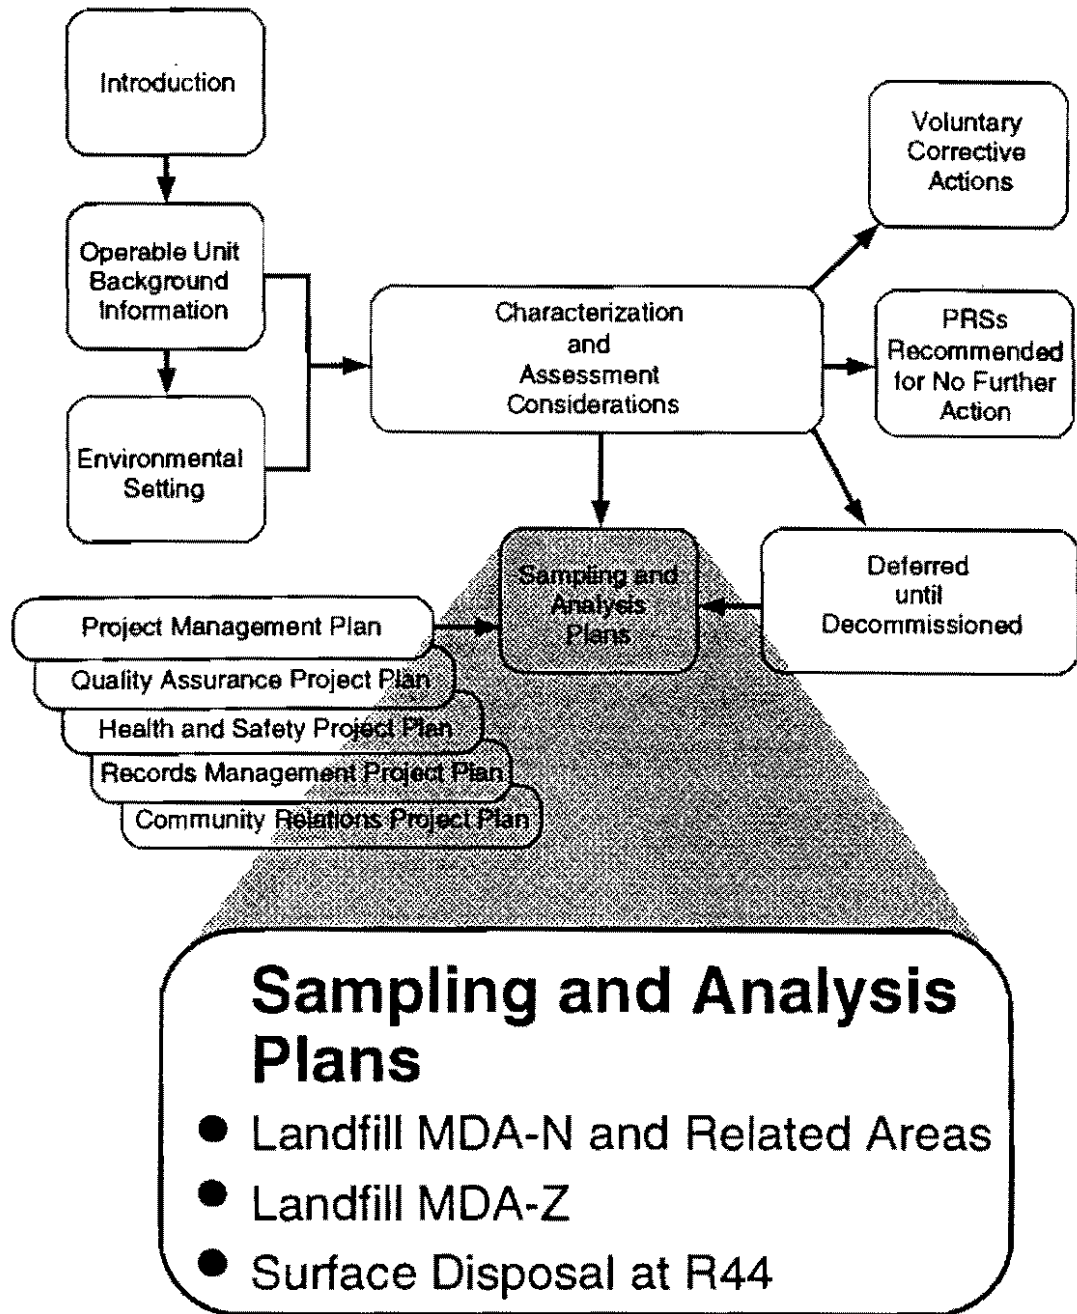 Introduction
Voluntary
Corrective
Actions
Operable Unit
Background
Information
Characterization
and
Assessment
Considerations
PRSs
Recommended
for No Further
Action
Environmental
Setting
Sampling and
Analysis
Plans
Deferred
until
Decommissioned
Project Management Plan
Quality Assurance Project Plan
Health and Safety Project Plan
Records Management Project Plan
Community Relations Project Plan
Sampling and Analysis
Plans
● Landfill MDA-N and Related Areas
● Landfill MDA-Z
● Surface Disposal at R44